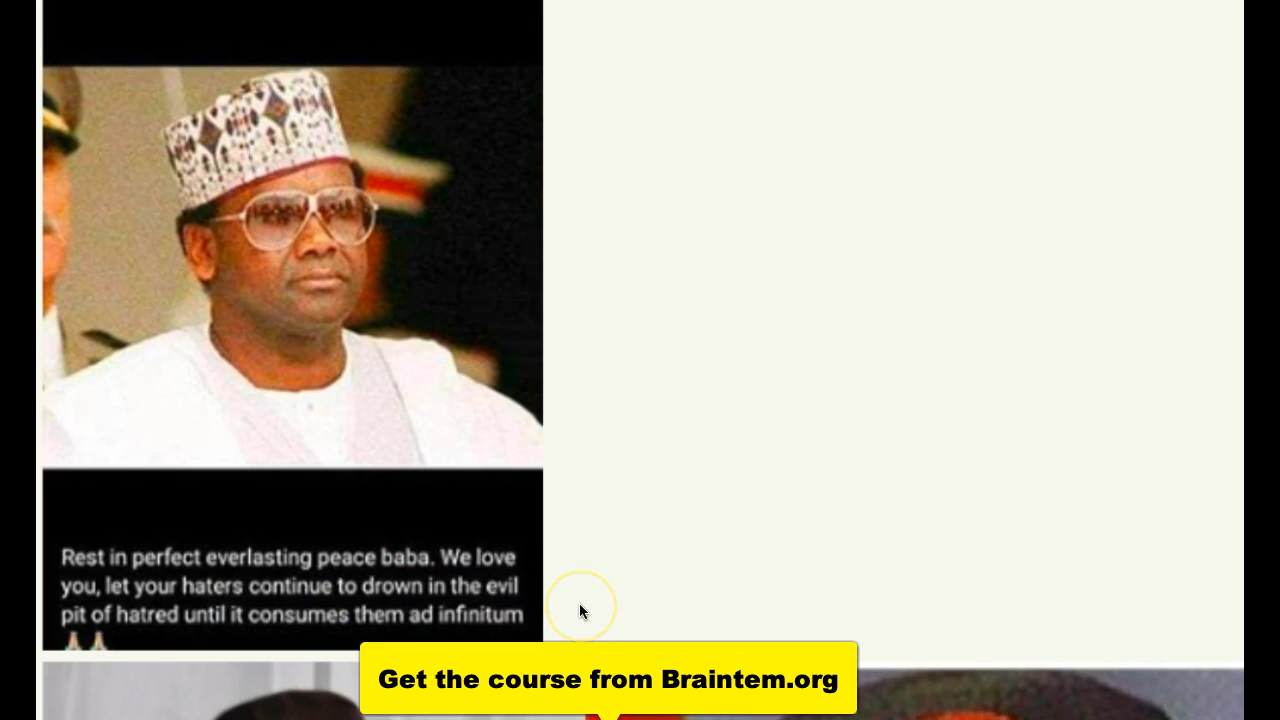 Rest in perfect everlasting peace baba. We love
you, let your haters continue to drown in the evil
pit of hatred until it consumes them ad infinitum
🙏🙏
Get the course from Braintem.org